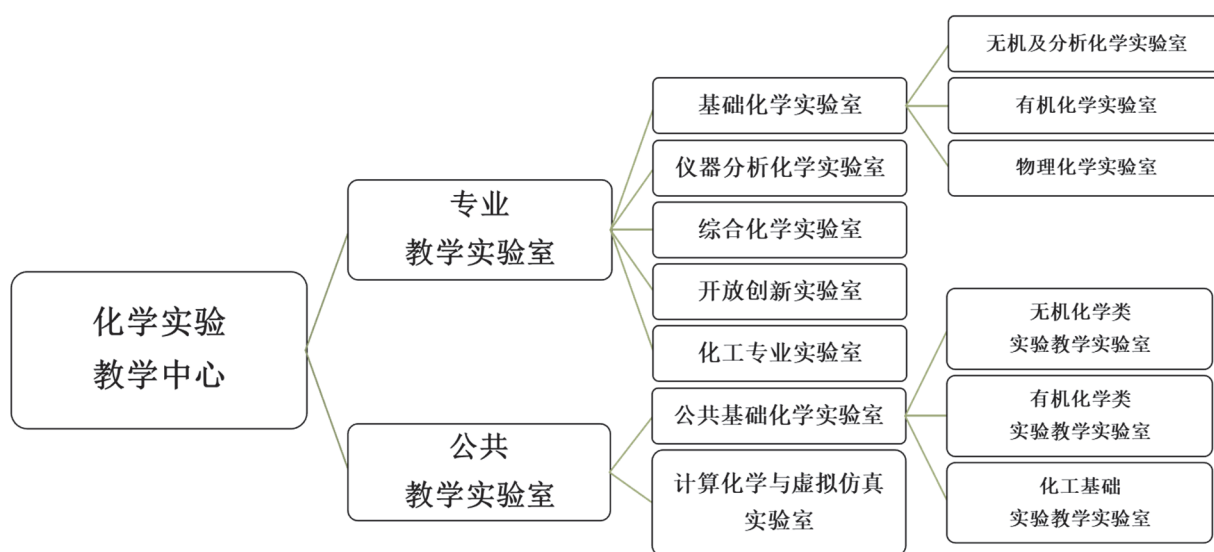 化学实验
教学中心
专业
教学实验室
基础化学实验室
无机及分析化学实验室
有机化学实验室
物理化学实验室
仪器分析化学实验室
综合化学实验室
开放创新实验室
化工专业实验室
公共
教学实验室
公共基础化学实验室
无机化学类
实验教学实验室
有机化学类
实验教学实验室
化工基础
实验教学实验室
计算化学与虚拟仿真
实验室